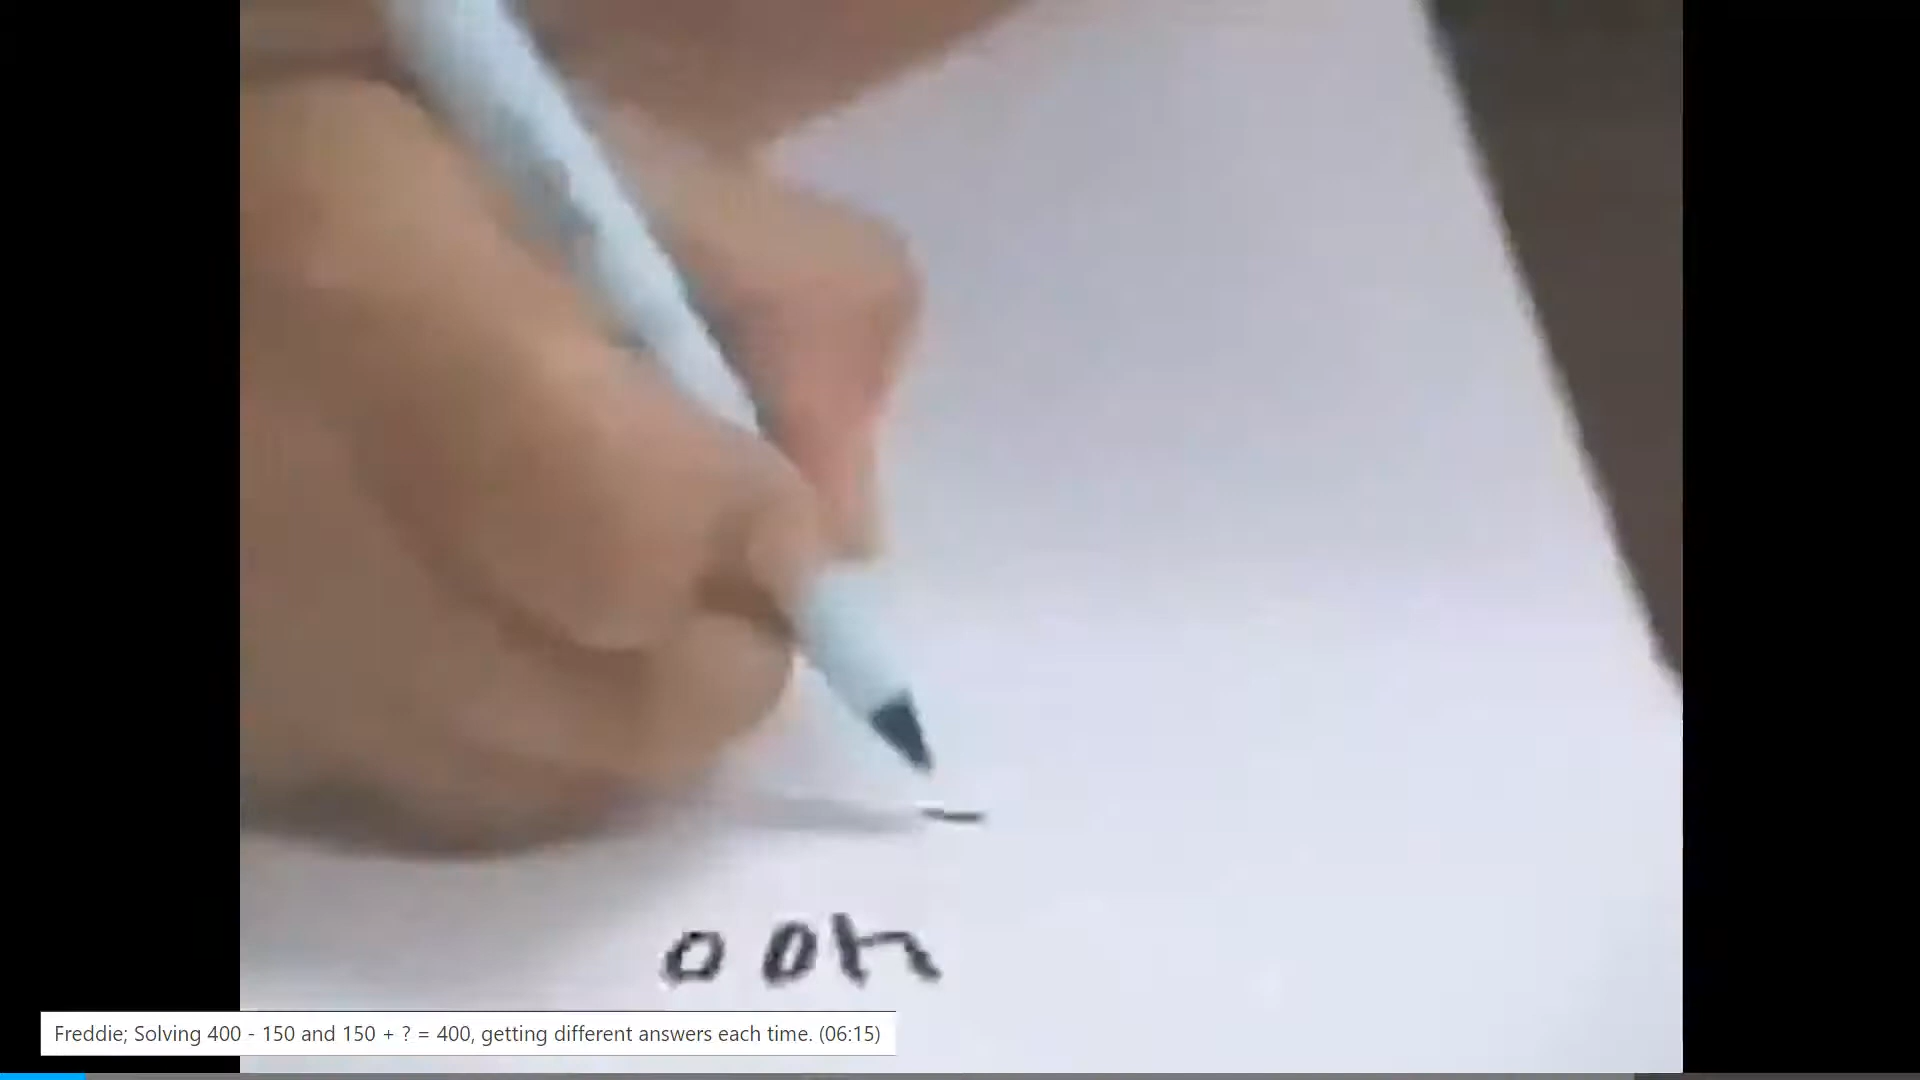 400
-
Freddie; Solving 400 - 150 and 150 + ? = 400, getting different answers each time. (06:15)